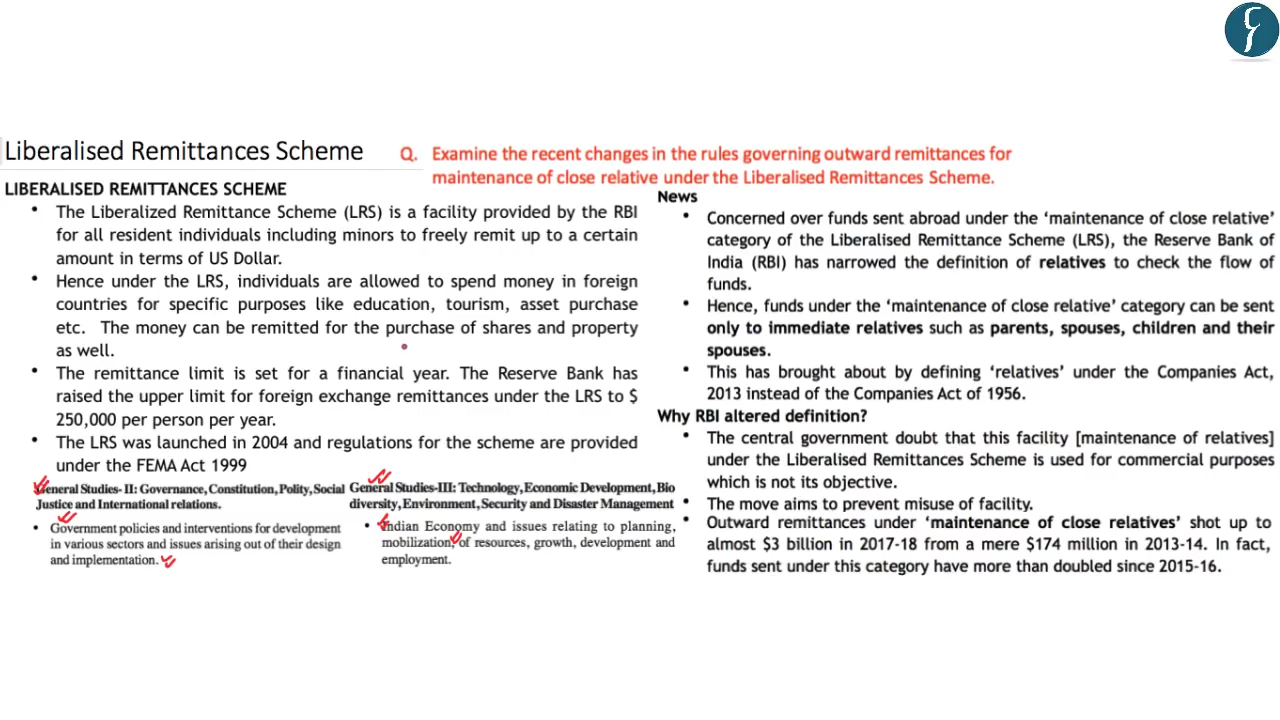 Liberalised Remittances Scheme
Q. Examine the recent changes in the rules governing outward remittances for
maintenance of close relative under the Liberalised Remittances Scheme.
LIBERALISED REMITTANCES SCHEME
• The Liberalized Remittance Scheme (LRS) is a facility provided by the RBI
for all resident individuals including minors to freely remit up to a certain
amount in terms of US Dollar.
• Hence under the LRS, individuals are allowed to spend money in foreign
countries for specific purposes like education, tourism, asset purchase
etc. The money can be remitted for the purchase of shares and property
as well.
• The remittance limit is set for a financial year. The Reserve Bank has
raised the upper limit for foreign exchange remittances under the LRS to $
250,000 per person per year.
• The LRS was launched in 2004 and regulations for the scheme are provided
under the FEMA Act 1999
General Studies- II: Governance, Constitution, Polity, Social
Justice and International relations.
• Government policies and interventions for development
in various sectors and issues arising out of their design
and implementation.
General Studies-III: Technology, Economic Development, Bio
diversity, Environment, Security and Disaster Management
• Indian Economy and issues relating to planning,
mobilization, of resources, growth, development and
employment.
News
• Concerned over funds sent abroad under the ‘maintenance of close relative’
category of the Liberalised Remittance Scheme (LRS), the Reserve Bank of
India (RBI) has narrowed the definition of relatives to check the flow of
funds.
• Hence, funds under the ‘maintenance of close relative’ category can be sent
only to immediate relatives such as parents, spouses, children and their
spouses.
• This has brought about by defining ‘relatives’ under the Companies Act,
2013 instead of the Companies Act of 1956.
Why RBI altered definition?
• The central government doubt that this facility [maintenance of relatives]
under the Liberalised Remittances Scheme is used for commercial purposes
which is not its objective.
• The move aims to prevent misuse of facility.
• Outward remittances under ‘maintenance of close relatives’ shot up to
almost $3 billion in 2017-18 from a mere $174 million in 2013-14. In fact,
funds sent under this category have more than doubled since 2015-16.